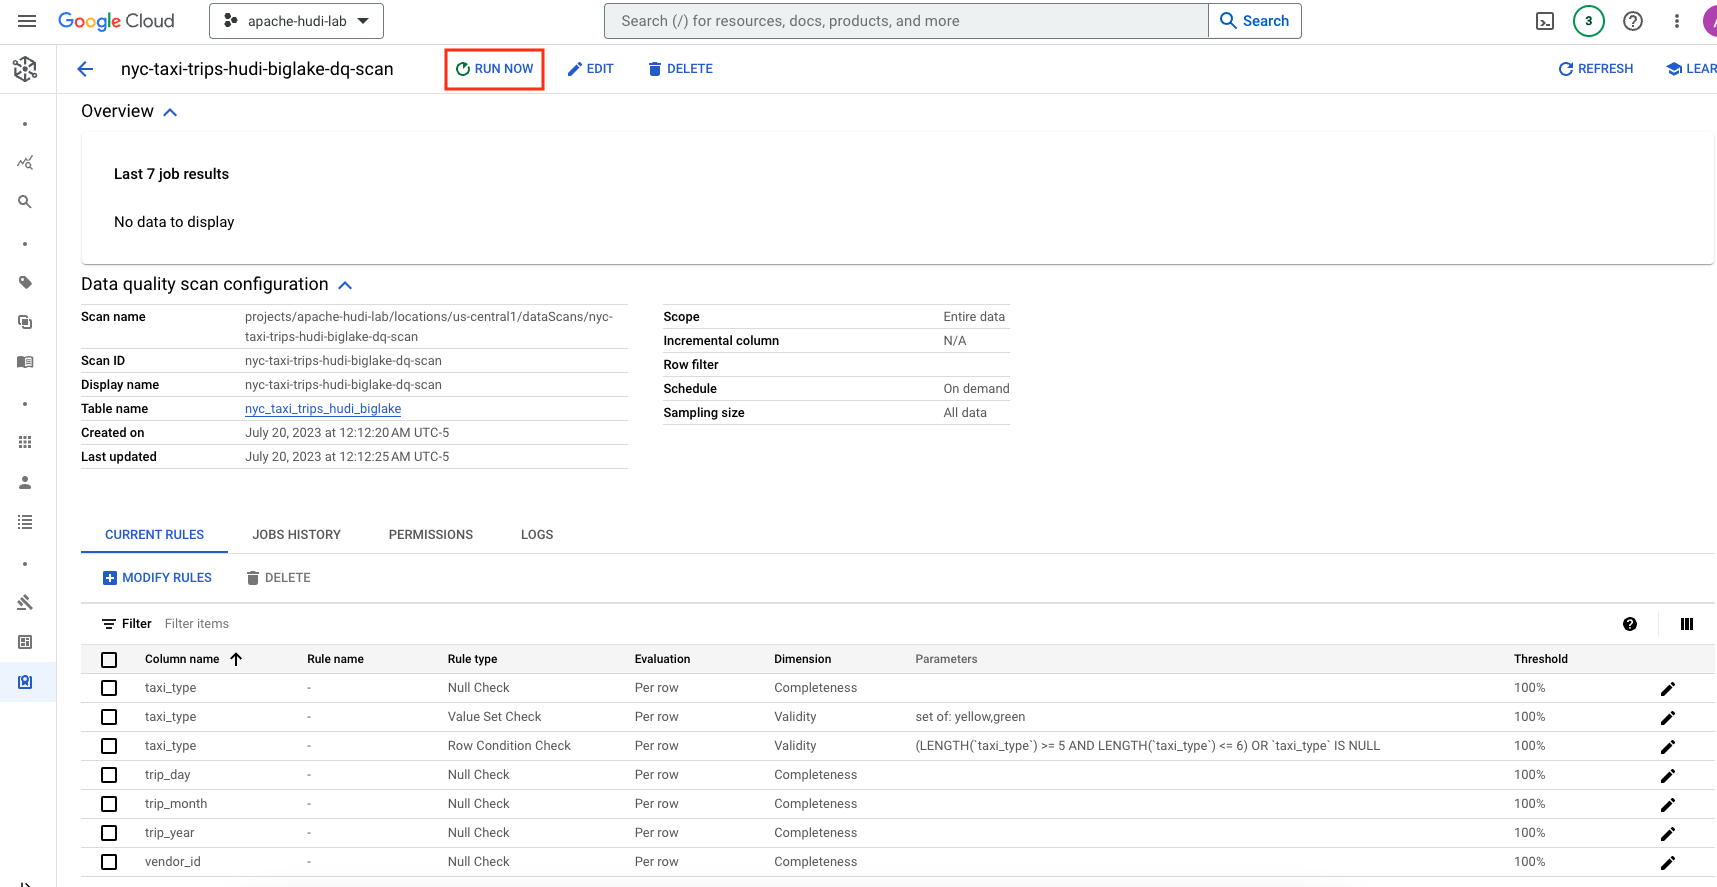 Google Cloud apache-hudi-lab Search (/) for resources, docs, products, and more Search 3
nyc-taxi-trips-hudi-biglake-dq-scan RUN NOW EDIT DELETE REFRESH LEAR
Overview
Last 7 job results
No data to display
Data quality scan configuration
Scan name projects/apache-hudi-lab/locations/us-central1/dataScans/nyc-
taxi-trips-hudi-biglake-dq-scan
Scan ID nyc-taxi-trips-hudi-biglake-dq-scan
Display name nyc-taxi-trips-hudi-biglake-dq-scan
Table name nyc_taxi_trips_hudi_biglake
Created on July 20, 2023 at 12:12:20 AM UTC-5
Last updated July 20, 2023 at 12:12:25 AM UTC-5
Scope Entire data
Incremental column N/A
Row filter
Schedule On demand
Sampling size All data
CURRENT RULES JOBS HISTORY PERMISSIONS LOGS
MODIFY RULES DELETE
Filter Filter items
Column name Rule name Rule type Evaluation Dimension Parameters Threshold
taxi_type - Null Check Per row Completeness 100%
taxi_type - Value Set Check Per row Validity set of: yellow,green 100%
taxi_type - Row Condition Check Per row Validity (LENGTH(`taxi_type`) >= 5 AND LENGTH(`taxi_type`) <= 6) OR `taxi_type` IS NULL 100%
trip_day - Null Check Per row Completeness 100%
trip_month - Null Check Per row Completeness 100%
trip_year - Null Check Per row Completeness 100%
vendor_id - Null Check Per row Completeness 100%